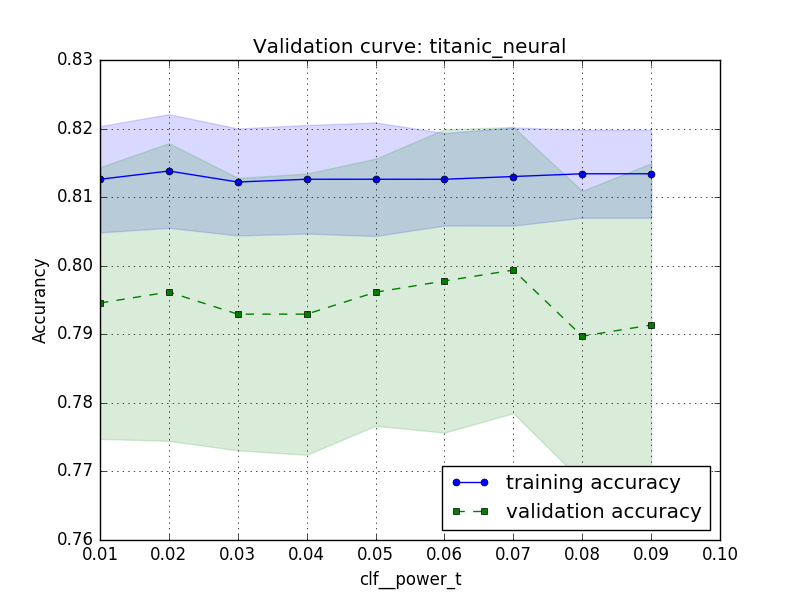 Validation curve: titanic_neural
0.83
0.82
0.81
0.80
0.79
0.78
0.77
0.76
Accurancy
training accuracy
validation accuracy
0.01 0.02 0.03 0.04 0.05 0.06 0.07 0.08 0.09 0.10
clf__power_t